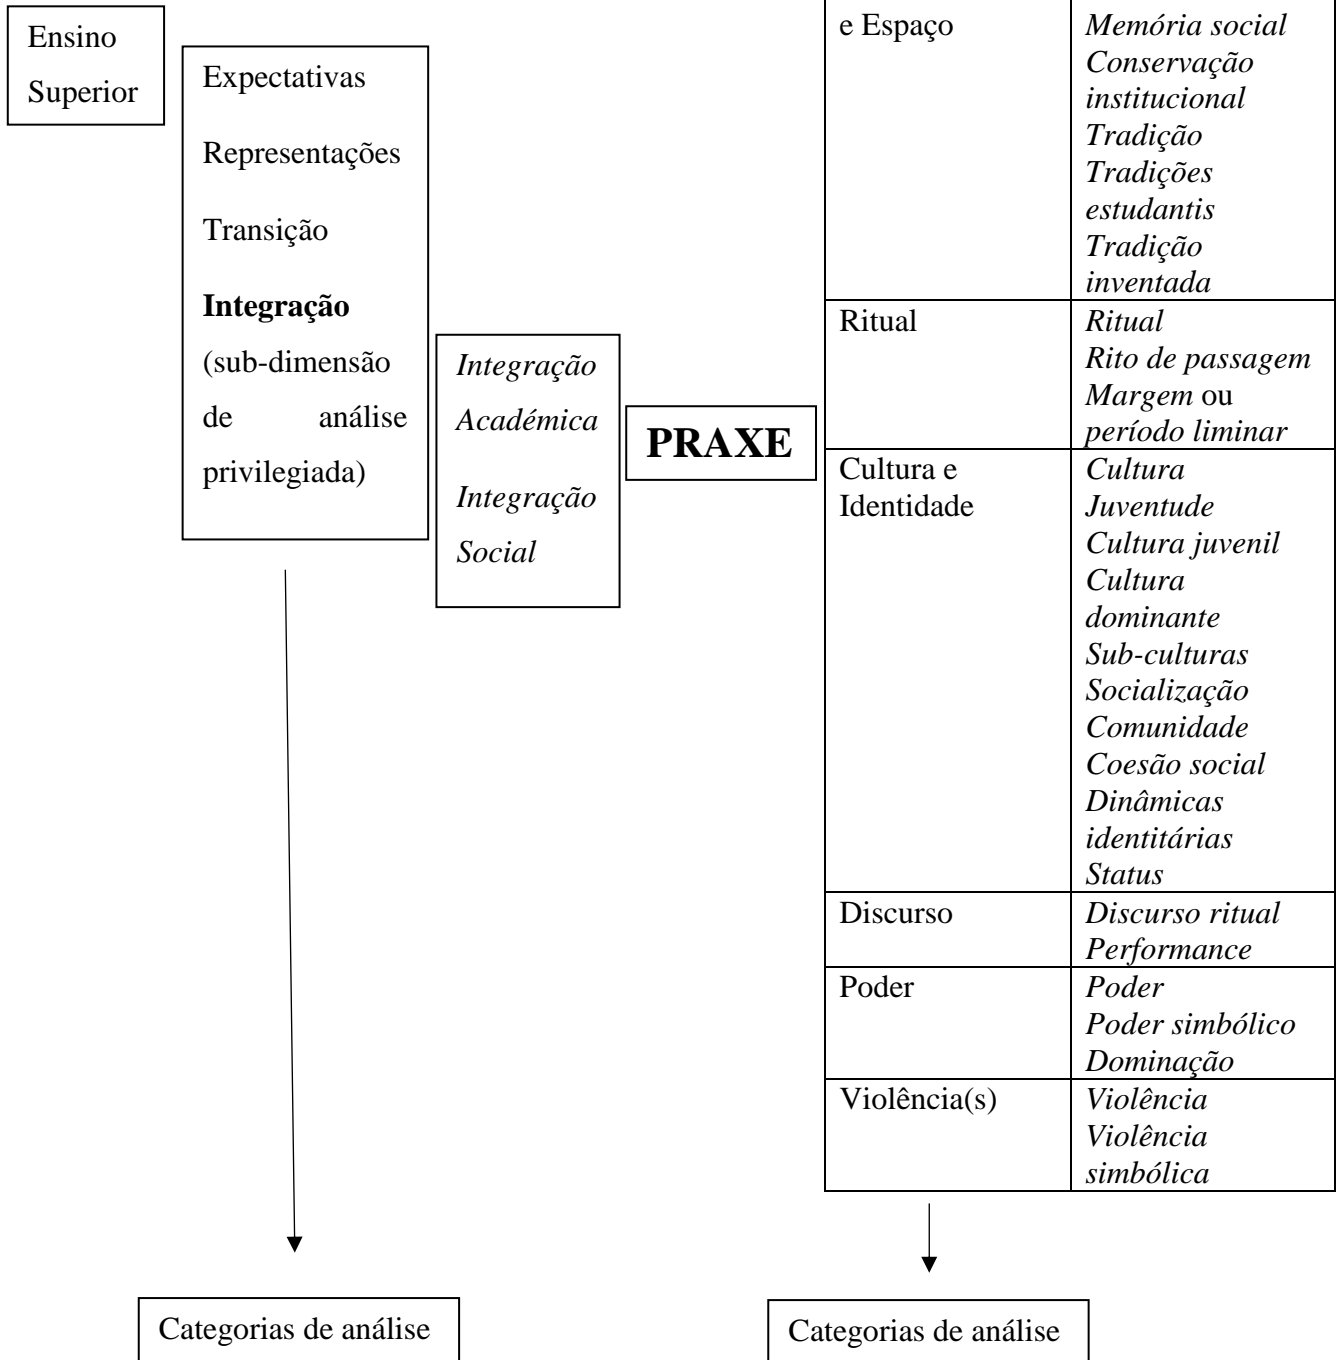 Ensino
Superior
Expectativas
Representações
Transição
Integração
(sub-dimensão
de análise
privilegiada)
Integração
Académica
Integração
Social
PRAXE
e Espaço
Memória social
Conservação
institucional
Tradição
Tradições
estudantis
Tradição
inventada
Ritual
Ritual
Rito de passagem
Margem ou
período liminar
Cultura e
Identidade
Cultura
Juventude
Cultura juvenil
Cultura
dominante
Sub-culturas
Socialização
Comunidade
Coesão social
Dinâmicas
identitárias
Status
Discurso
Discurso ritual
Performance
Poder
Poder
Poder simbólico
Dominação
Violência(s)
Violência
Violência
simbólica
Categorias de análise
Categorias de análise